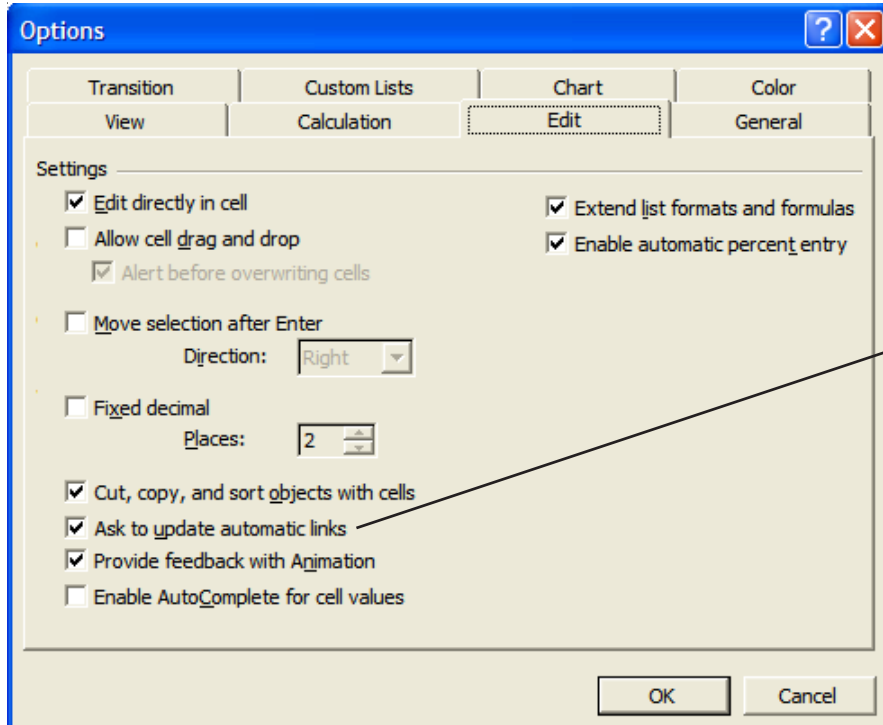 Options
Transition Custom Lists Chart Color
View Calculation Edit General
Settings
Edit directly in cell
Allow cell drag and drop
Alert before overwriting cells
Move selection after Enter
Direction: Right
Fixed decimal
Places: 2
Cut, copy, and sort objects with cells
Ask to update automatic links
Provide feedback with Animation
Enable AutoComplete for cell values
Extend list formats and formulas
Enable automatic percent entry
OK Cancel